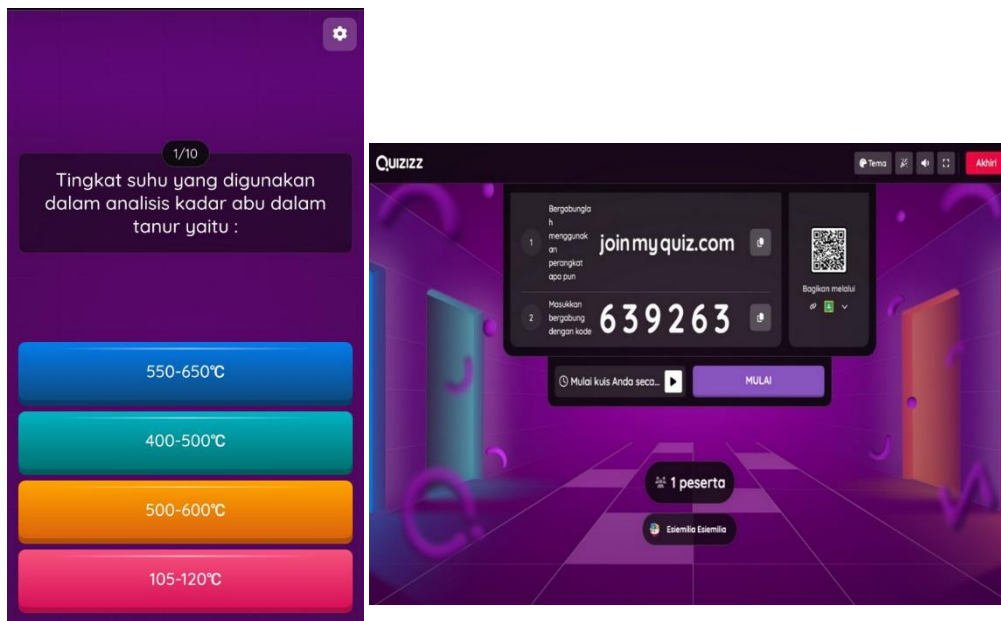 1/10
Tingkat suhu yang digunakan
dalam analisis kadar abu dalam
tanur yaitu :
550-650℃
400-500℃
500-600℃
105-120℃
Quizizz
Tema
Akhiri
1
Bergabungla
h
menggunak
an
perangkat
apa pun
joinmyquiz.com
2
Masukkan
bergabung
dengan kode
639263
Bagikan melalui
Mulai kuis Anda seca...
MULAI
1 peserta
Esiemilia Esiemilia